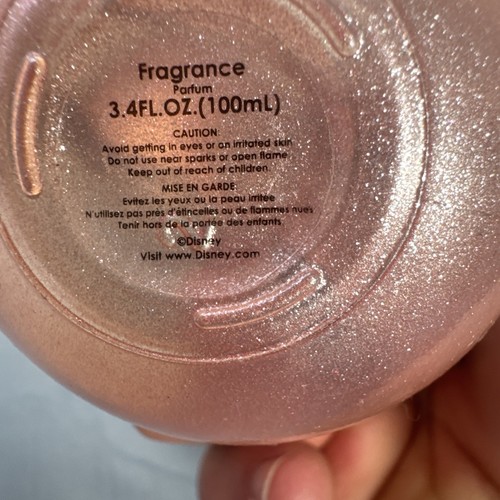 Fragrance
Parfum
3.4FL.OZ.(100mL)
CAUTION:
Avoid getting in eyes or on irritated skin
Do not use near sparks or open flame
Keep out of reach of children
MISE EN GARDE:
Evitez les yeux ou la peau irritee
N'utilisez pas près d'étincelles ou de flammes nues
Tenir hors de la portée des enfants
©Disney
Visit www.Disney.com